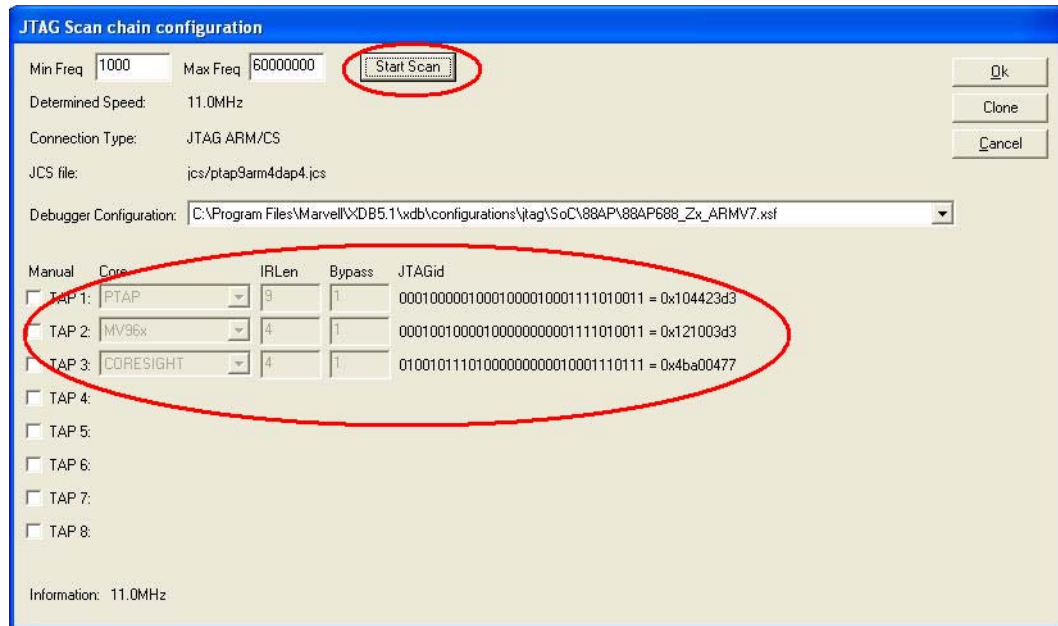 JTAG Scan chain configuration
Min Freq 1000 Max Freq 60000000 Start Scan Ok
Determined Speed: 11.0MHz Clone
Connection Type: JTAG ARM/CS Cancel
JCS file: jcs/ptap9arm4dap4.jcs
Debugger Configuration: C:\Program Files\Marvell\XDB5.1\xdb\configurations\jtag\SoC\88AP\88AP688_Zx_ARMV7.xsf
Manual Core IRLen Bypass JTAGid
TAP 1: PTAP 9 1 00010000010001000010001111010011 = 0x104423d3
TAP 2: MV96x 4 1 00010010000100000000001111010011 = 0x121003d3
TAP 3: CORESIGHT 4 1 01001011101000000000010001110111 = 0x4ba00477
TAP 4:
TAP 5:
TAP 6:
TAP 7:
TAP 8:
Information: 11.0MHz